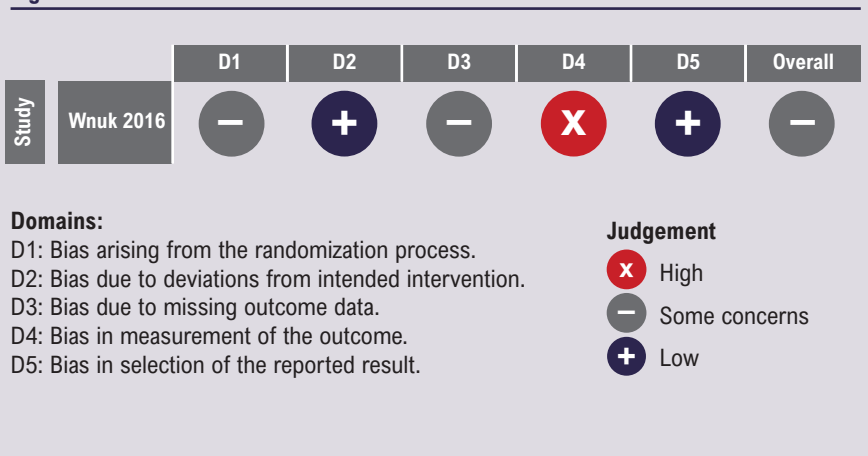 D1 D2 D3 D4 D5 Overall
Study
Wnuk 2016 − + − X + −
Domains:
D1: Bias arising from the randomization process.
D2: Bias due to deviations from intended intervention.
D3: Bias due to missing outcome data.
D4: Bias in measurement of the outcome.
D5: Bias in selection of the reported result.
Judgement
X High
− Some concerns
+ Low